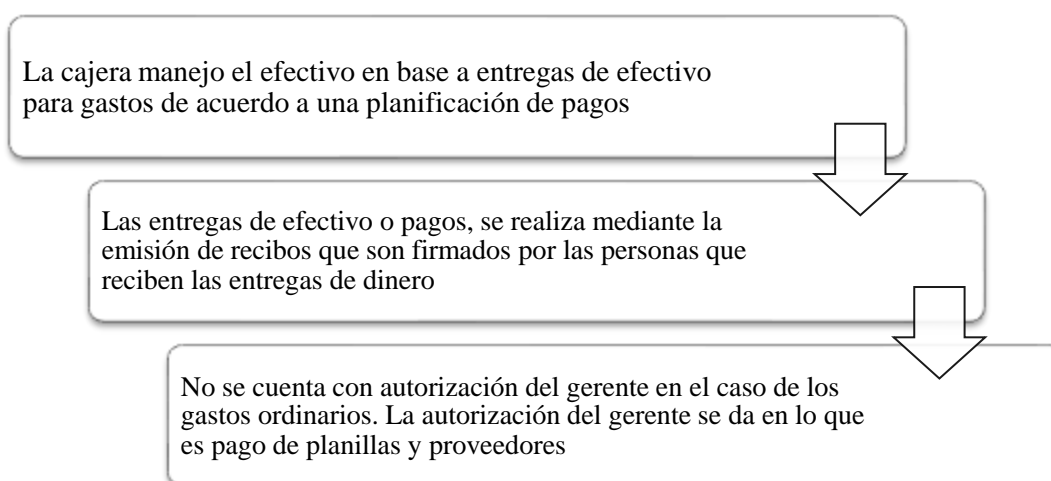 La cajera manejo el efectivo en base a entregas de efectivo
para gastos de acuerdo a una planificación de pagos
Las entregas de efectivo o pagos, se realiza mediante la
emisión de recibos que son firmados por las personas que
reciben las entregas de dinero
No se cuenta con autorización del gerente en el caso de los
gastos ordinarios. La autorización del gerente se da en lo que
es pago de planillas y proveedores